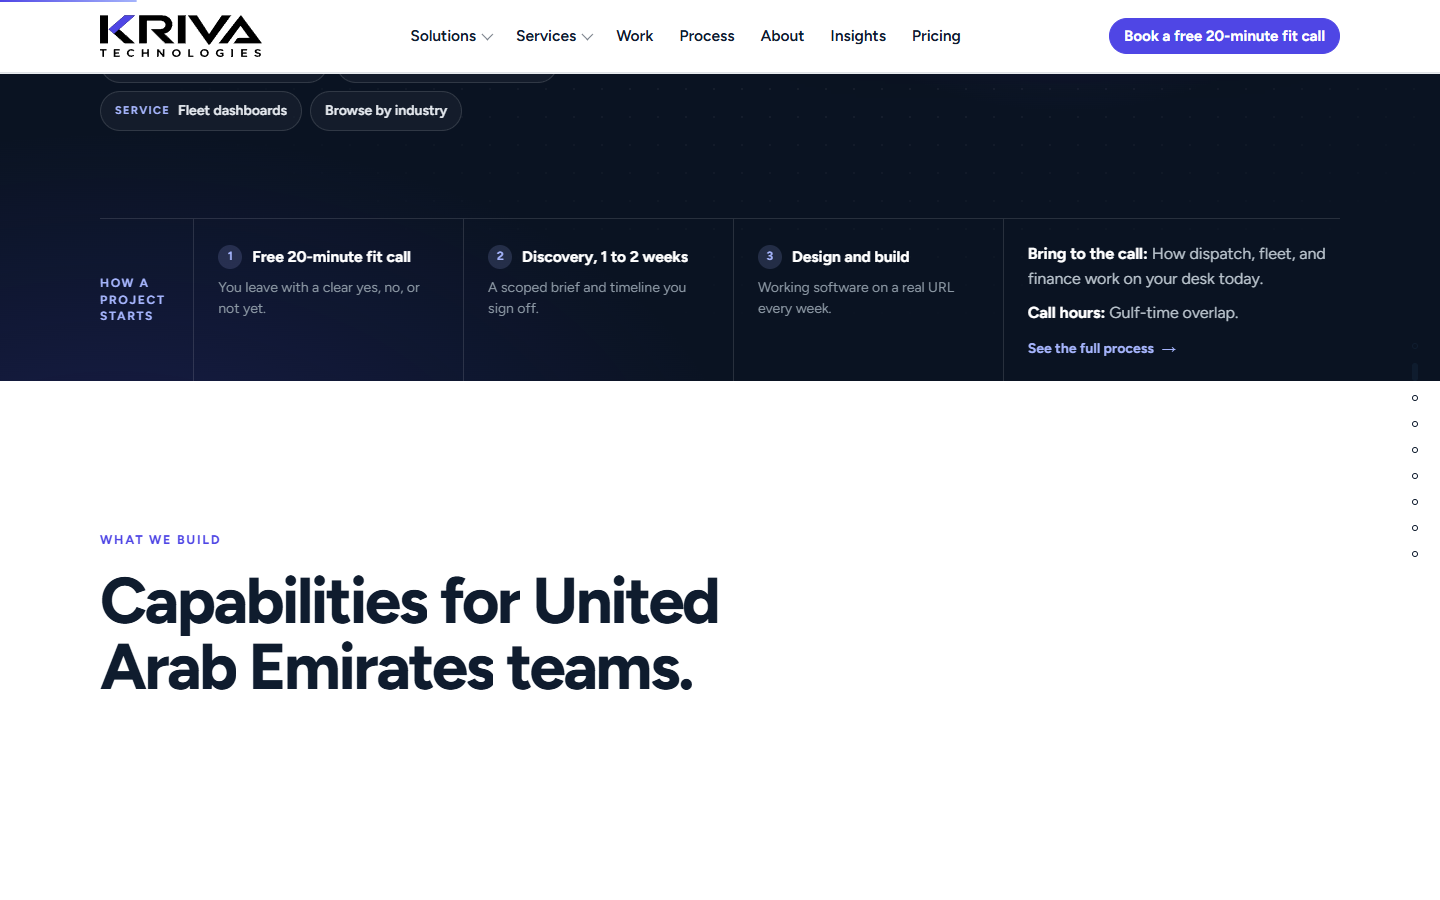 KRIVA
TECHNOLOGIES
Solutions
Services
Work
Process
About
Insights
Pricing
Book a free 20-minute fit call
SERVICE Fleet dashboards
Browse by industry
HOW A
PROJECT
STARTS
1 Free 20-minute fit call
You leave with a clear yes, no, or
not yet.
2 Discovery, 1 to 2 weeks
A scoped brief and timeline you
sign off.
3 Design and build
Working software on a real URL
every week.
Bring to the call: How dispatch, fleet, and
finance work on your desk today.
Call hours: Gulf-time overlap.
See the full process →
WHAT WE BUILD
Capabilities for United
Arab Emirates teams.